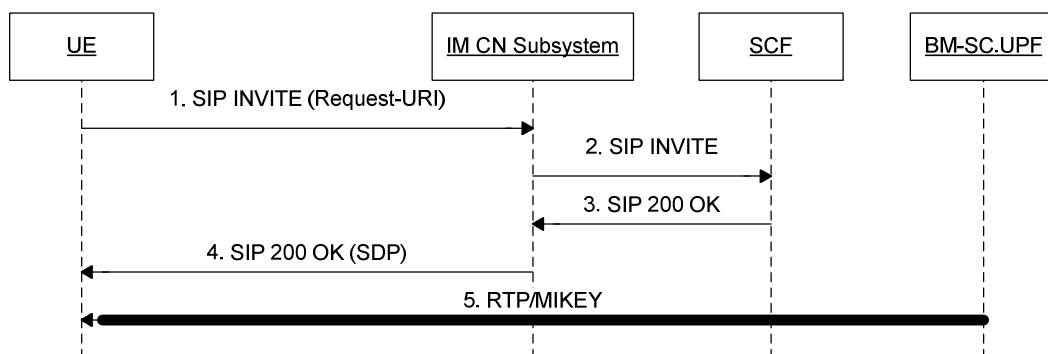 UE
IM CN Subsystem
SCF
BM-SC.UPF
1. SIP INVITE (Request-URI)
2. SIP INVITE
3. SIP 200 OK
4. SIP 200 OK (SDP)
5. RTP/MIKEY